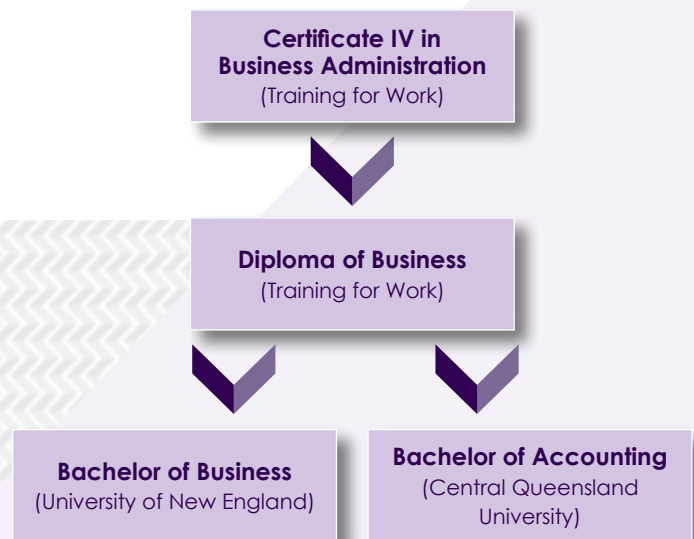 Certificate IV in
Business Administration
(Training for Work)
Diploma of Business
(Training for Work)
Bachelor of Business
(University of New England)
Bachelor of Accounting
(Central Queensland
University)